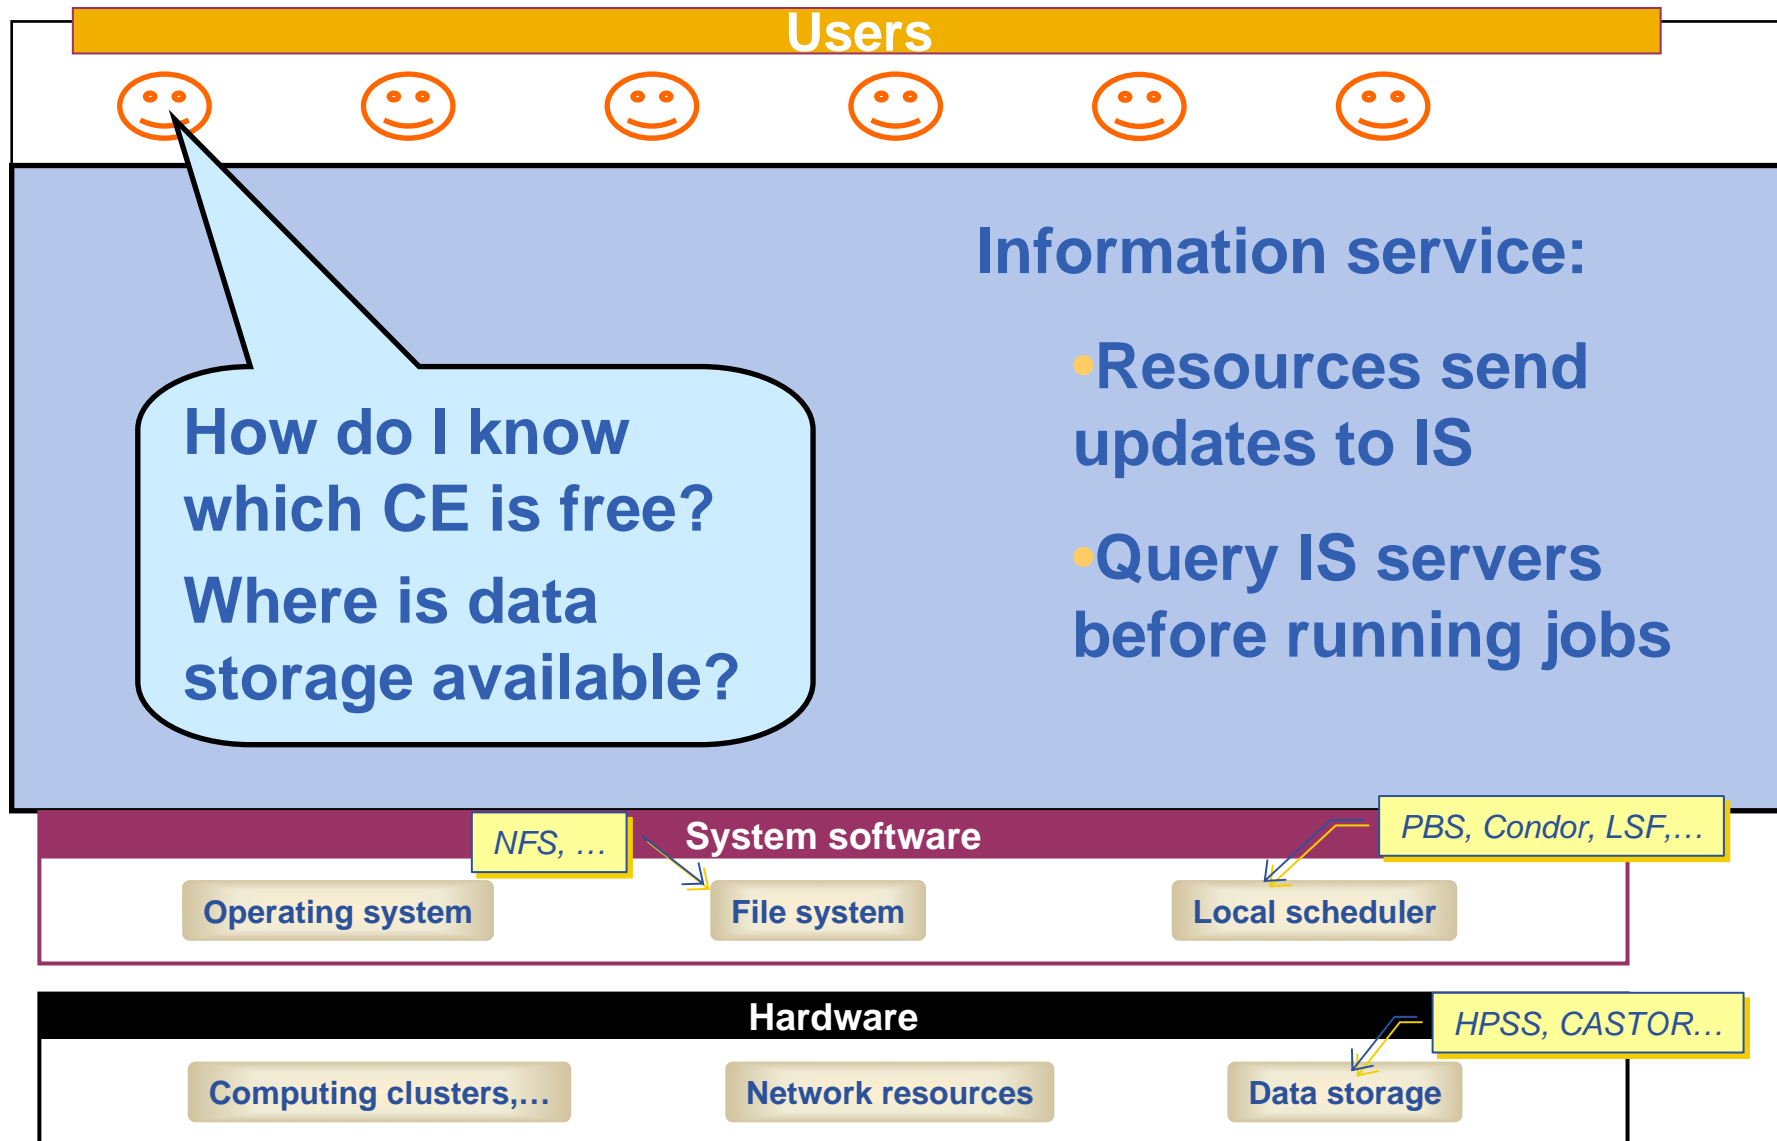 Users
Information service:
•Resources send
updates to IS
•Query IS servers
before running jobs
How do I know
which CE is free?
Where is data
storage available?
System software
NFS, …
PBS, Condor, LSF,…
Operating system
File system
Local scheduler
Hardware
HPSS, CASTOR…
Computing clusters,…
Network resources
Data storage